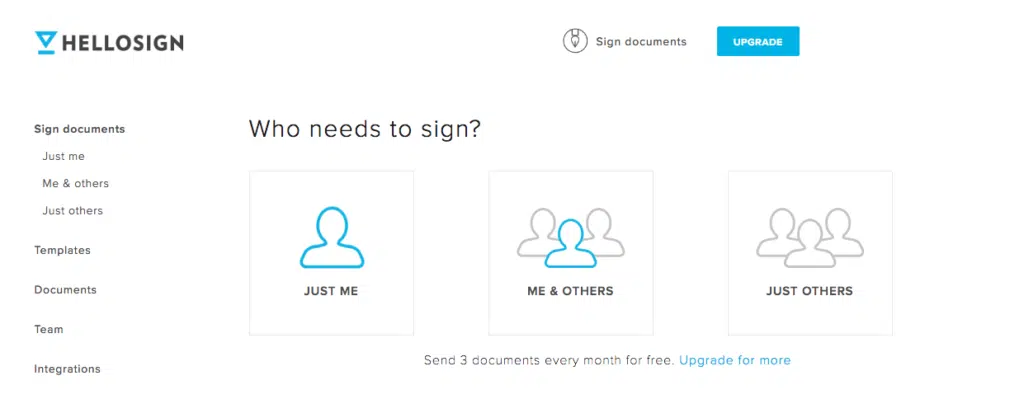 HELLOSIGN
Sign documents
UPGRADE
Sign documents
Just me
Me & others
Just others
Templates
Documents
Team
Integrations
Who needs to sign?
JUST ME
ME & OTHERS
JUST OTHERS
Send 3 documents every month for free. Upgrade for more